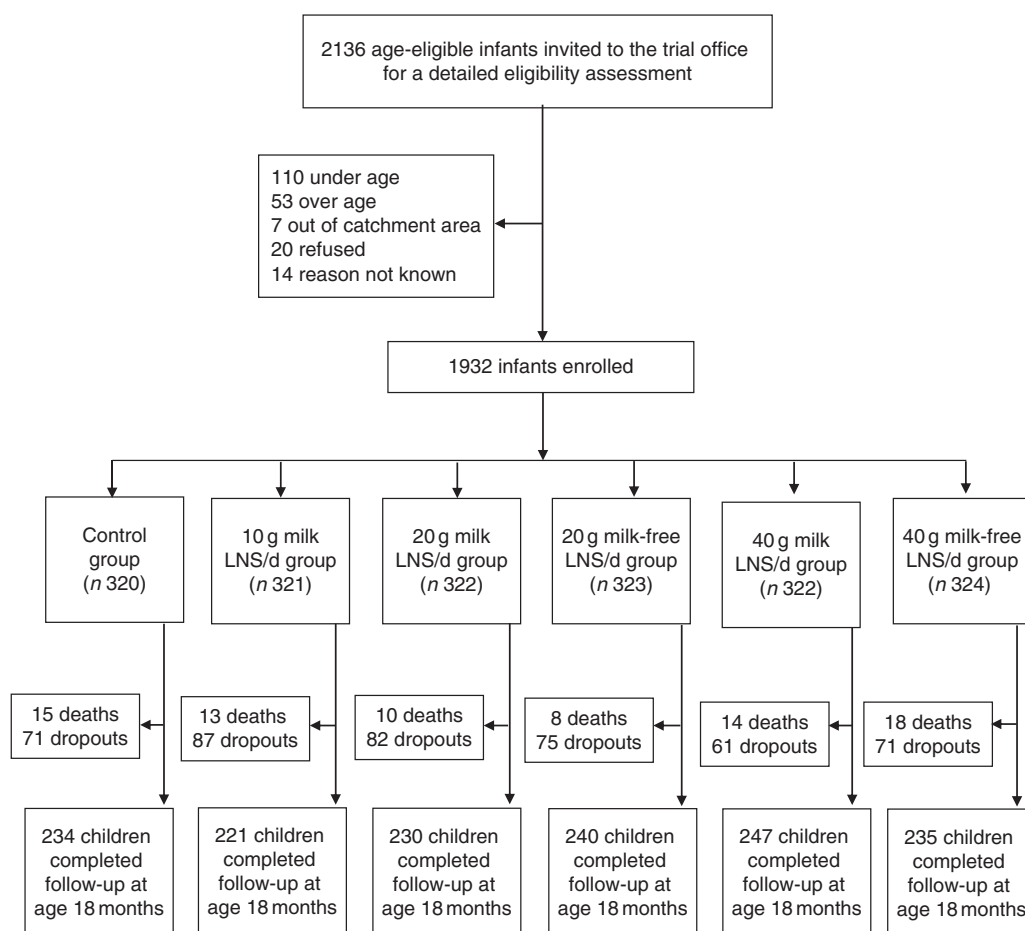 2136 age-eligible infants invited to the trial office
for a detailed eligibility assessment
110 under age
53 over age
7 out of catchment area
20 refused
14 reason not known
1932 infants enrolled
Control
group
(n 320)
10 g milk
LNS/d group
(n 321)
20 g milk
LNS/d group
(n 322)
20 g milk-free
LNS/d group
(n 323)
40 g milk
LNS/d group
(n 322)
40 g milk-free
LNS/d group
(n 324)
15 deaths
71 dropouts
13 deaths
87 dropouts
10 deaths
82 dropouts
8 deaths
75 dropouts
14 deaths
61 dropouts
18 deaths
71 dropouts
234 children
completed
follow-up at
age 18 months
221 children
completed
follow-up at
age 18 months
230 children
completed
follow-up at
age 18 months
240 children
completed
follow-up at
age 18 months
247 children
completed
follow-up at
age 18 months
235 children
completed
follow-up at
age 18 months